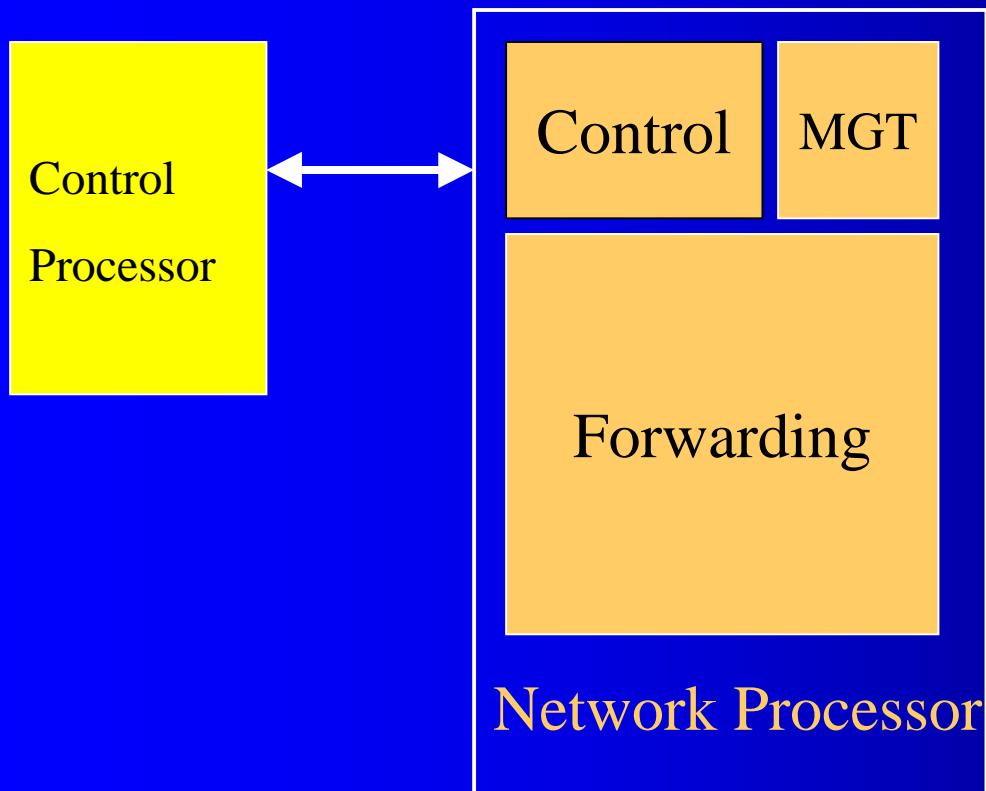 Control
Processor
Control
MGT
Forwarding
Network Processor